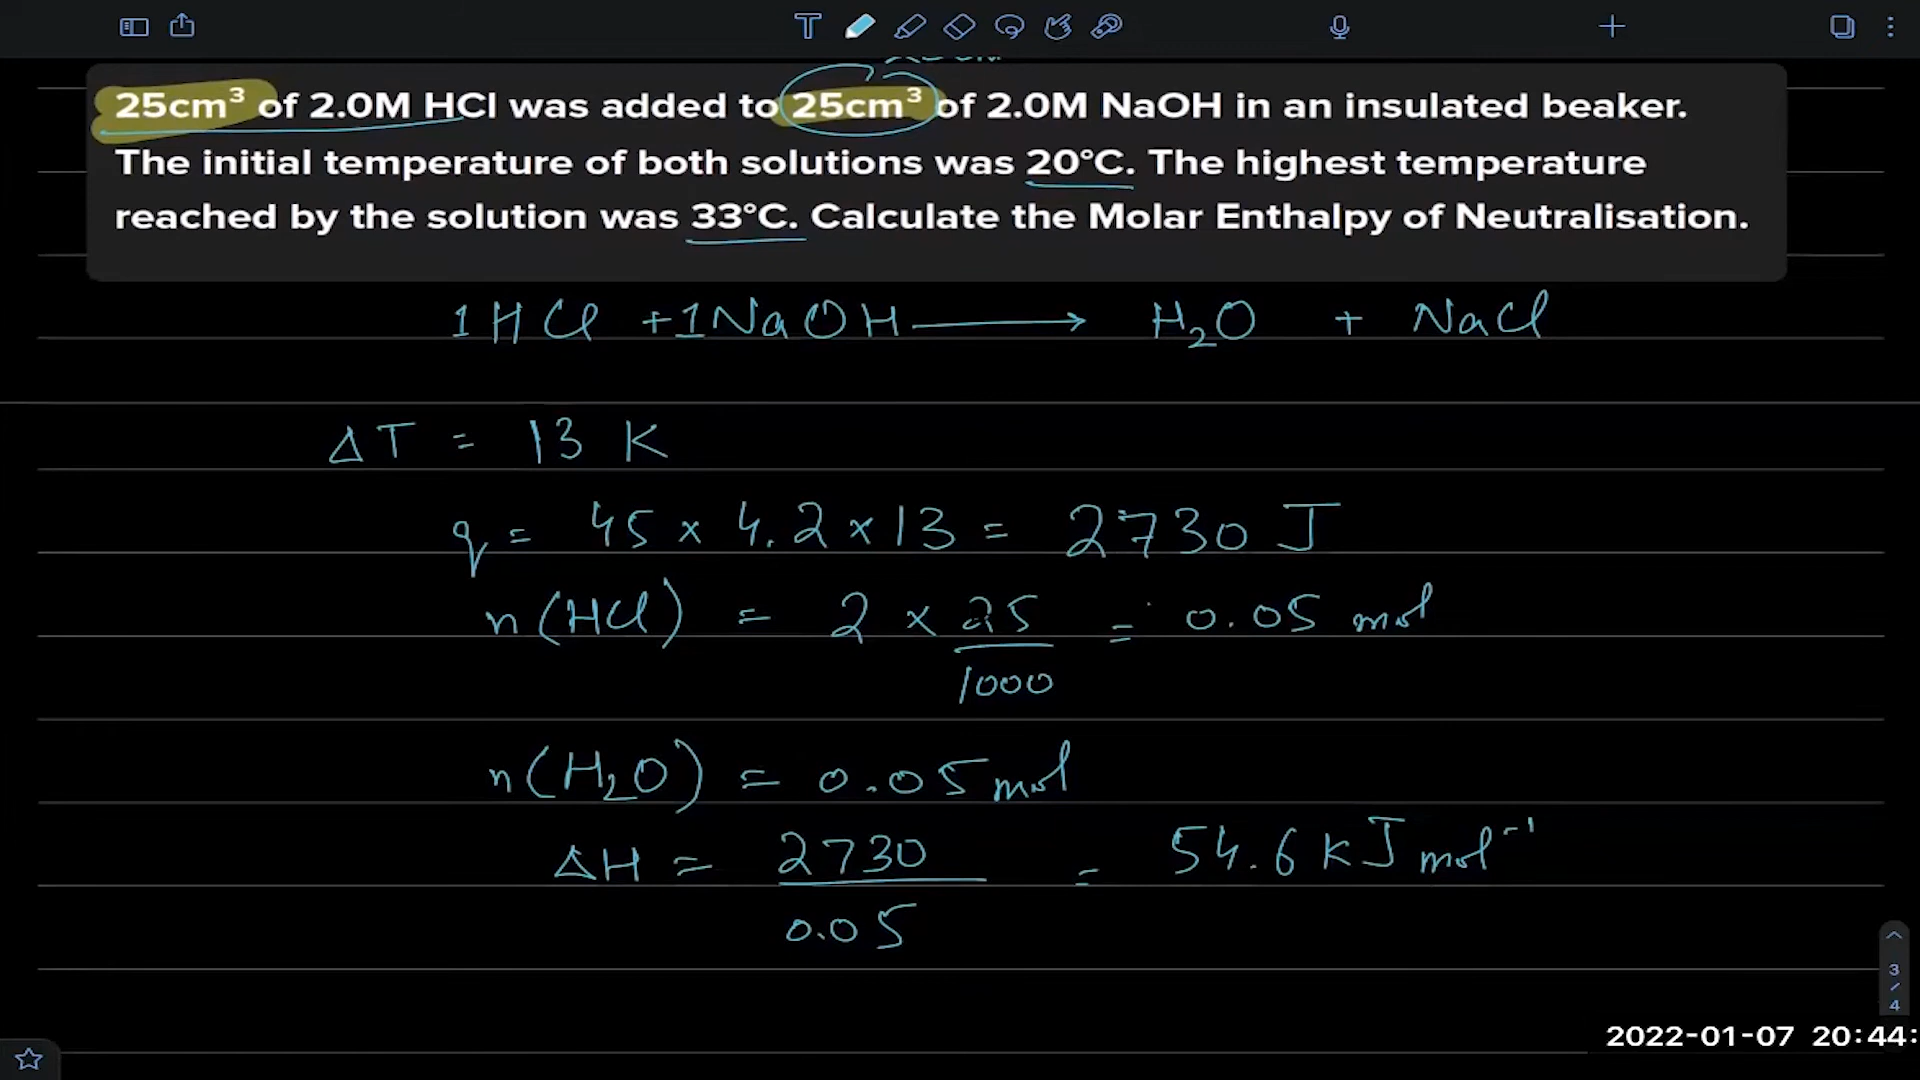 25cm³ of 2.0M HCl was added to 25cm³ of 2.0M NaOH in an insulated beaker.
The initial temperature of both solutions was 20°C. The highest temperature
reached by the solution was 33°C. Calculate the Molar Enthalpy of Neutralisation.
1HCl +1NaOH → H₂O + NaCl
ΔT = 13 K
q = 45 × 4.2 × 13 = 2730 J
n(HCl) = 2 × 25/1000 = 0.05 mol
n(H₂O) = 0.05 mol
ΔH = 2730/0.05 = 54.6 kJ mol⁻¹
3
/
4
2022-01-07 20:44: